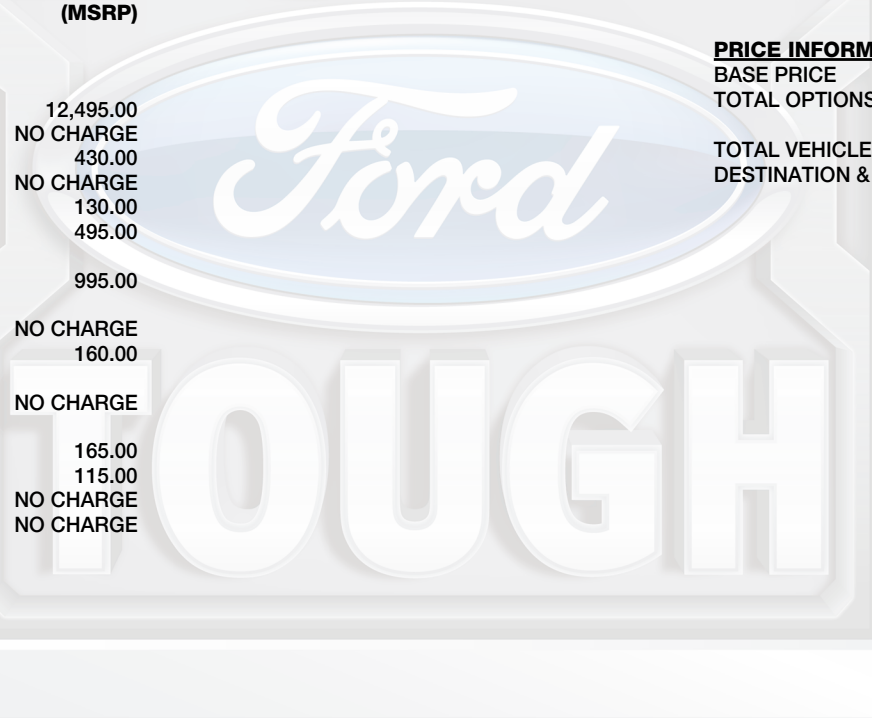 (MSRP)
12,495.00
NO CHARGE
430.00
NO CHARGE
130.00
495.00
995.00
NO CHARGE
160.00
NO CHARGE
165.00
115.00
NO CHARGE
NO CHARGE
PRICE INFORM
BASE PRICE
TOTAL OPTIONS
TOTAL VEHICLE
DESTINATION &
Ford
TOUGH